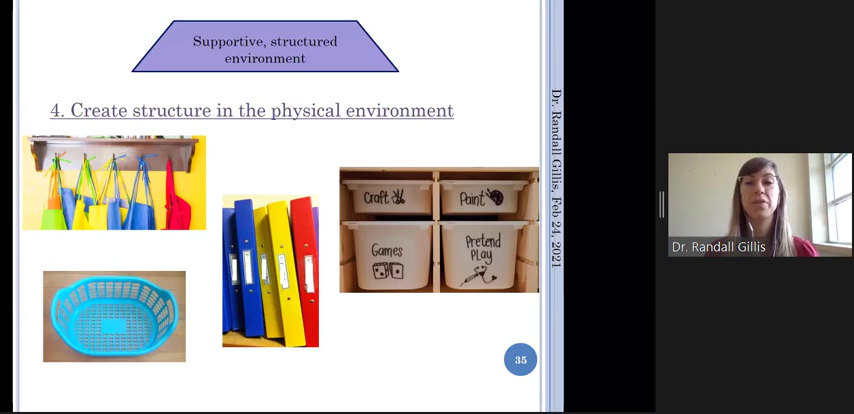 Supportive, structured
environment
4. Create structure in the physical environment
Craft
Paint
Games
Pretend
Play
35
Dr. Randall Gillis, Feb 24, 2021
Dr. Randall Gillis